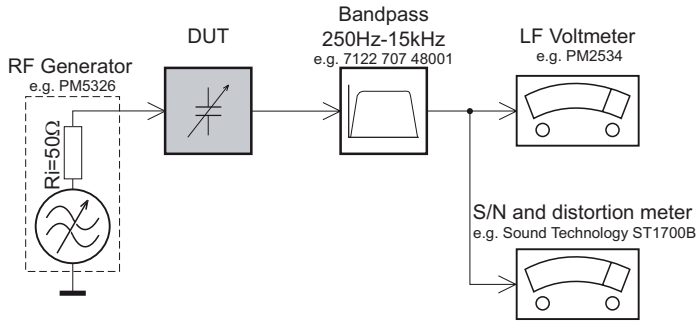 RF Generator
e.g. PM5326
Ri=50Ω
DUT
Bandpass
250Hz-15kHz
e.g. 7122 707 48001
LF Voltmeter
e.g. PM2534
S/N and distortion meter
e.g. Sound Technology ST1700B